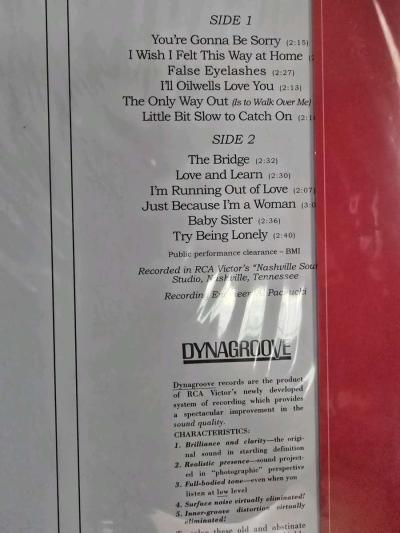 SIDE 1
You're Gonna Be Sorry (2:15)
I Wish I Felt This Way at Home
False Eyelashes (2:27)
I'll Oilwells Love You (2:13)
The Only Way Out (Is to Walk Over Me)
Little Bit Slow to Catch On
SIDE 2
The Bridge (2:32)
Love and Learn (2:30)
I'm Running Out of Love (2:07)
Just Because I'm a Woman
Baby Sister (2:36)
Try Being Lonely (2:40)
Public performance clearance – BMI
Recorded in RCA Victor's "Nashville
Studio, Nashville, Tennessee
Recording
DYNAGROOVE
Dynagroove records are the product
of RCA Victor's newly developed
system of recording which provides
a spectacular improvement in the
sound quality.
CHARACTERISTICS:
1. Brilliance and clarity—the origi-
nal sound in startling definition
2. Realistic presence—sound project-
ed in "photographic" perspective
3. Full-bodied tone—even when you
listen at low level
4. Surface noise virtually eliminated!
5. Inner-groove distortion virtually
eliminated!
these old and obstinate